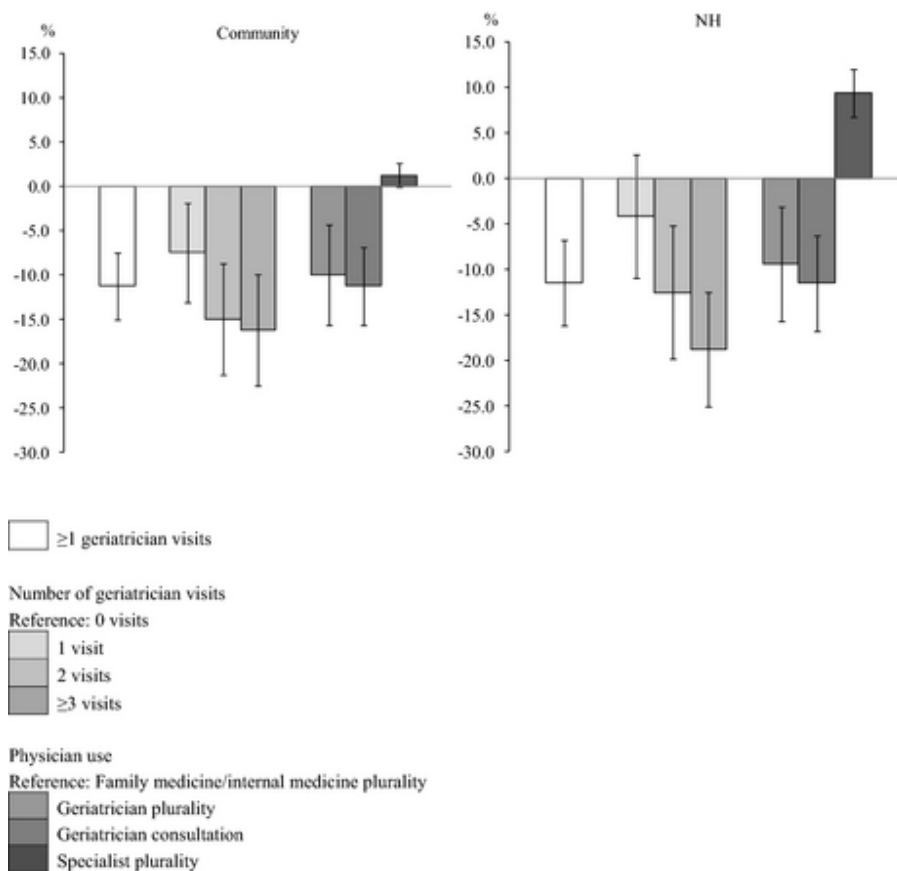 %
Community
15.0
10.0
5.0
0.0
-5.0
-10.0
-15.0
-20.0
-25.0
-30.0
%
NH
15.0
10.0
5.0
0.0
-5.0
-10.0
-15.0
-20.0
-25.0
-30.0
≥1 geriatrician visits
Number of geriatrician visits
Reference: 0 visits
1 visit
2 visits
≥3 visits
Physician use
Reference: Family medicine/internal medicine plurality
Geriatrician plurality
Geriatrician consultation
Specialist plurality